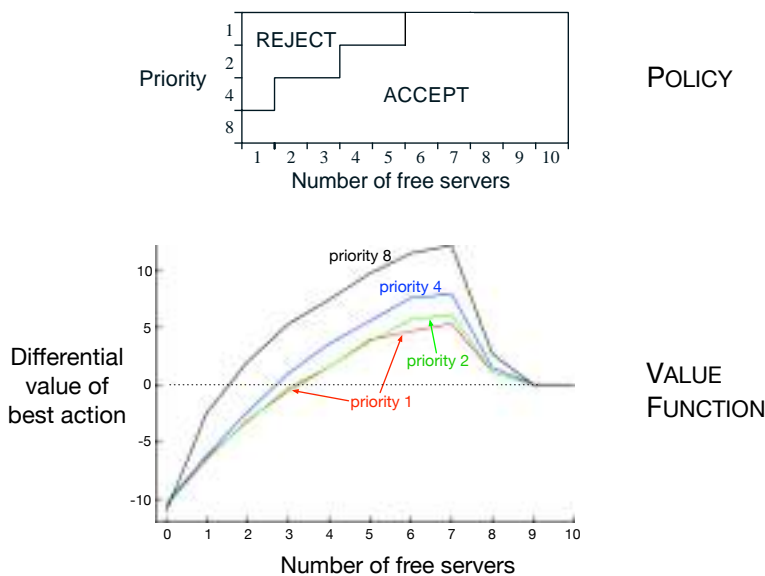 1
2
4
8
Priority
REJECT
ACCEPT
1 2 3 4 5 6 7 8 9 10
Number of free servers
POLICY
10
5
0
-5
-10
Differential
value of
best action
priority 8
priority 4
priority 2
priority 1
0 1 2 3 4 5 6 7 8 9 10
Number of free servers
VALUE
FUNCTION